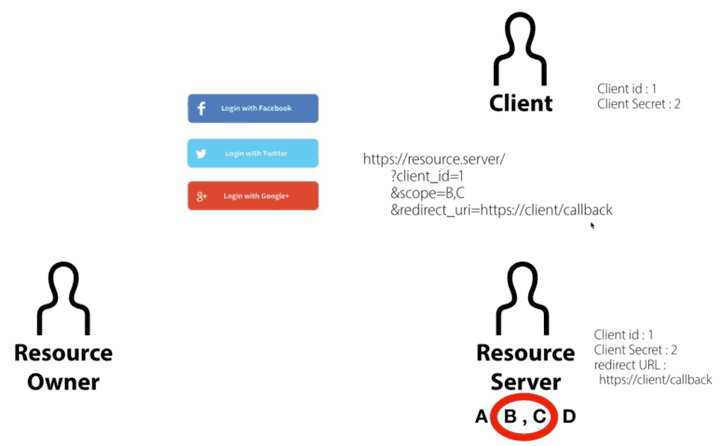 Client
Client id : 1
Client Secret : 2
f Login with Facebook
Login with Twitter
g+ Login with Google+
https://resource.server/
?client_id=1
&scope=B,C
&redirect_uri=https://client/callback
Resource
Owner
Resource
Server
A B , C D
Client id : 1
Client Secret : 2
redirect URL :
https://client/callback